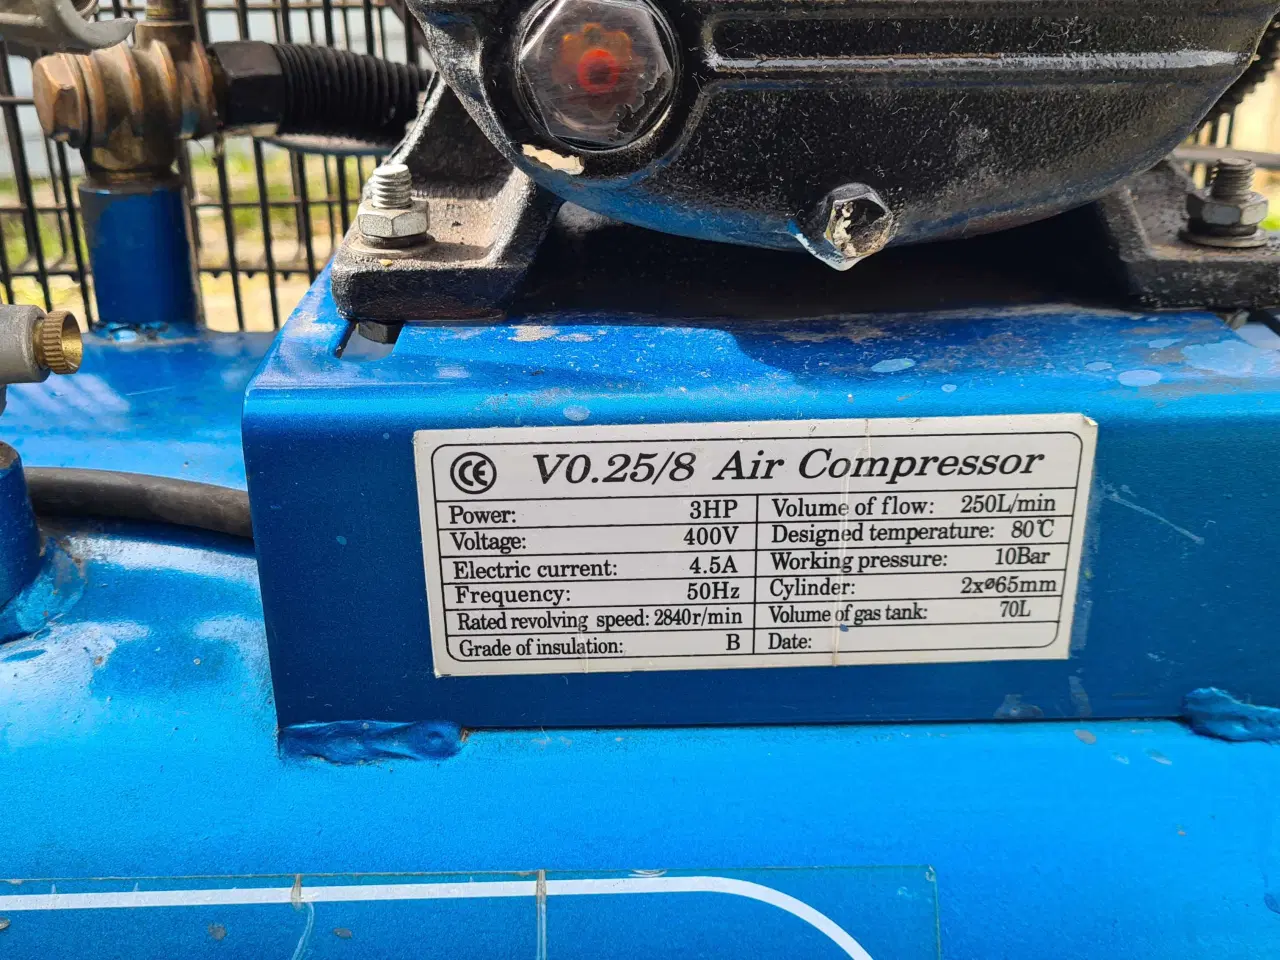 CE V0.25/8 Air Compressor
Power: 3HP
Voltage: 400V
Electric current: 4.5A
Frequency: 50Hz
Rated revolving speed: 2840r/min
Grade of insulation: B
Volume of flow: 250L/min
Designed temperature: 80℃
Working pressure: 10Bar
Cylinder: 2xø65mm
Volume of gas tank: 70L
Date: